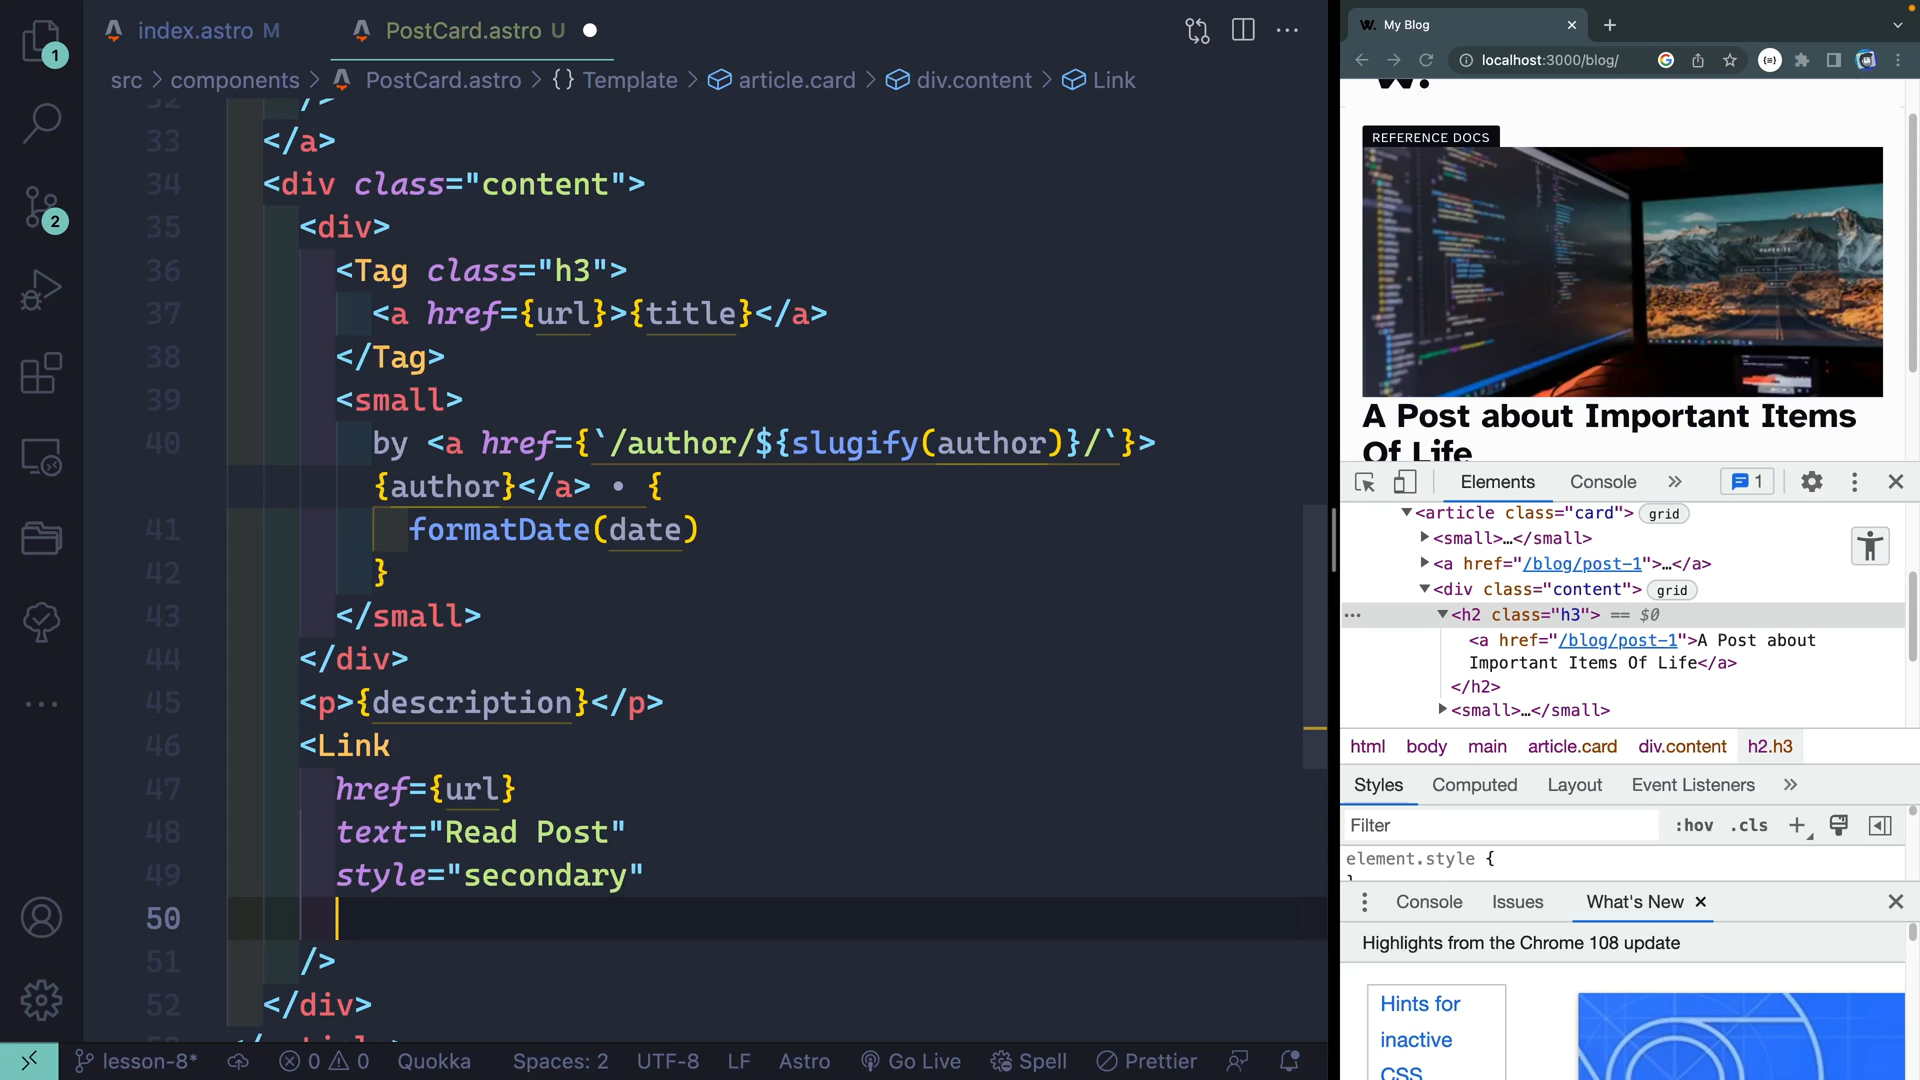 index.astro M
PostCard.astro U
src > components > PostCard.astro > {} Template > article.card > div.content > Link
1
2
32 />
33 </a>
34 <div class="content">
35 <div>
36 <Tag class="h3">
37 <a href={url}>{title}</a>
38 </Tag>
39 <small>
40 by <a href={`/author/${slugify(author)}/`}>
{author}</a> • {
41 formatDate(date)
42 }
43 </small>
44 </div>
45 <p>{description}</p>
46 <Link
47 href={url}
48 text="Read Post"
49 style="secondary"
50
51 />
52 </div>
lesson-8* 0 0 Quokka Spaces: 2 UTF-8 LF Astro Go Live Spell Prettier
W. My Blog
localhost:3000/blog/
W.
REFERENCE DOCS
A Post about Important Items
Of Life
Elements Console » 1
<article class="card"> grid
<small>…</small>
<a href="/blog/post-1">…</a>
<div class="content"> grid
<h2 class="h3"> == $0
<a href="/blog/post-1">A Post about
Important Items Of Life</a>
</h2>
<small>…</small>
html body main article.card div.content h2.h3
Styles Computed Layout Event Listeners »
Filter :hov .cls +
element.style {
}
Console Issues What's New ×
Highlights from the Chrome 108 update
Hints for
inactive
CSS